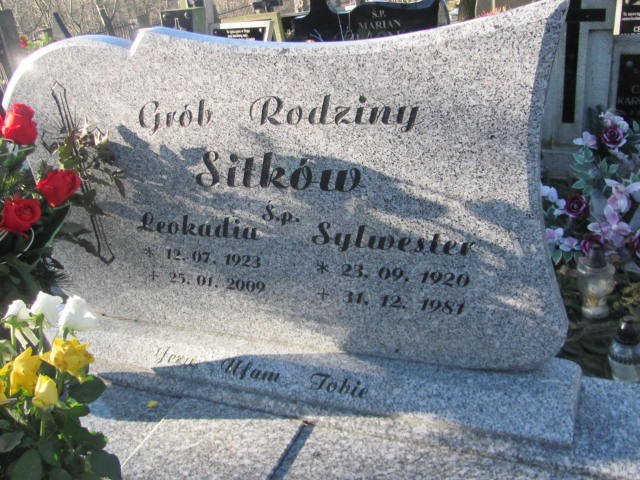 Ś.P.
MARIAN
Grób Rodziny
Sitków
Ś.p.
Leokadia
* 12. 07. 1923
+ 25. 01. 2009
Sylwester
* 23. 09. 1920
+ 31. 12. 1981
Jezu Ufam Tobie